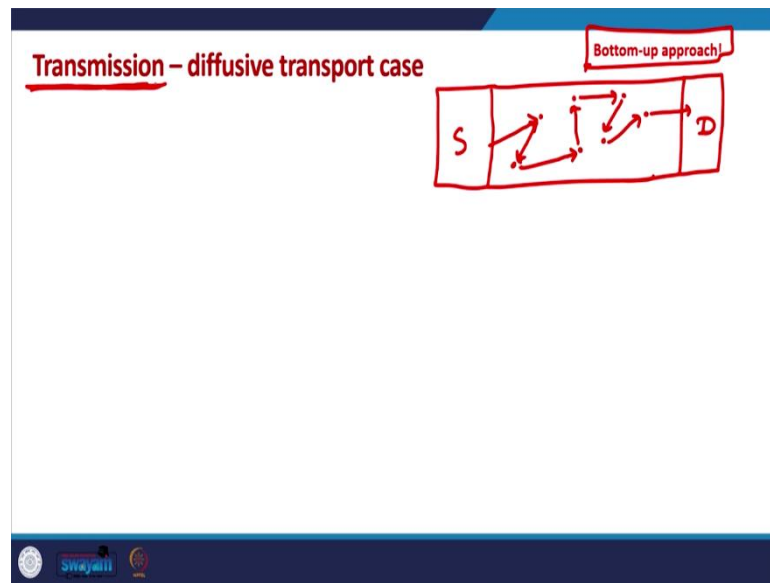 Bottom-up approach!
Transmission – diffusive transport case
S
D
swayam